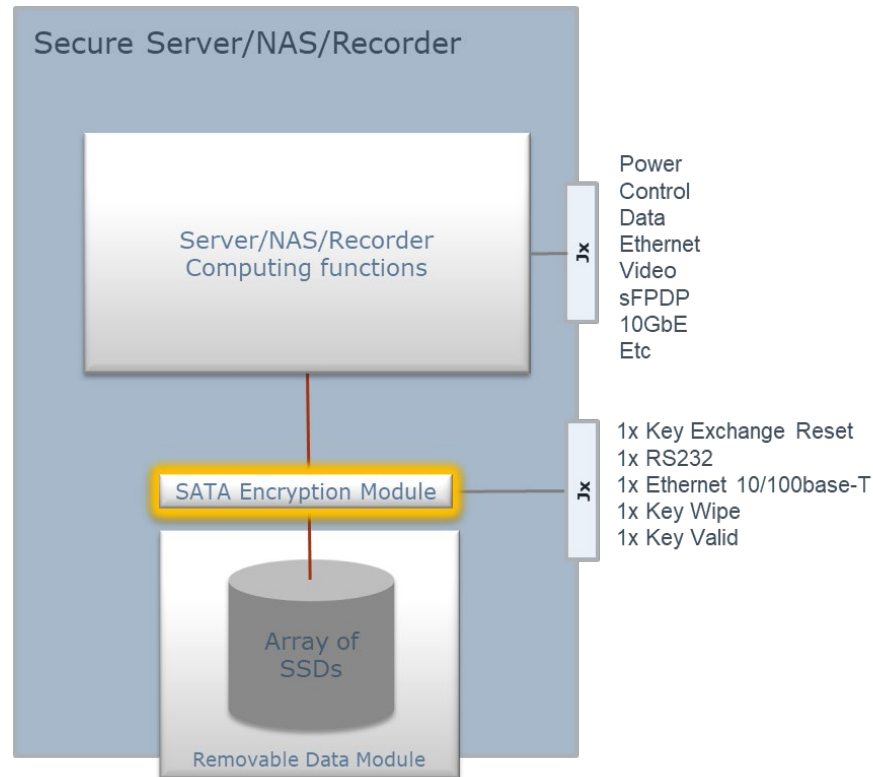 Secure Server/NAS/Recorder
Server/NAS/Recorder
Computing functions
Jx
Power
Control
Data
Ethernet
Video
sFPDP
10GbE
Etc
SATA Encryption Module
Jx
1x Key Exchange Reset
1x RS232
1x Ethernet 10/100base-T
1x Key Wipe
1x Key Valid
Array of
SSDs
Removable Data Module